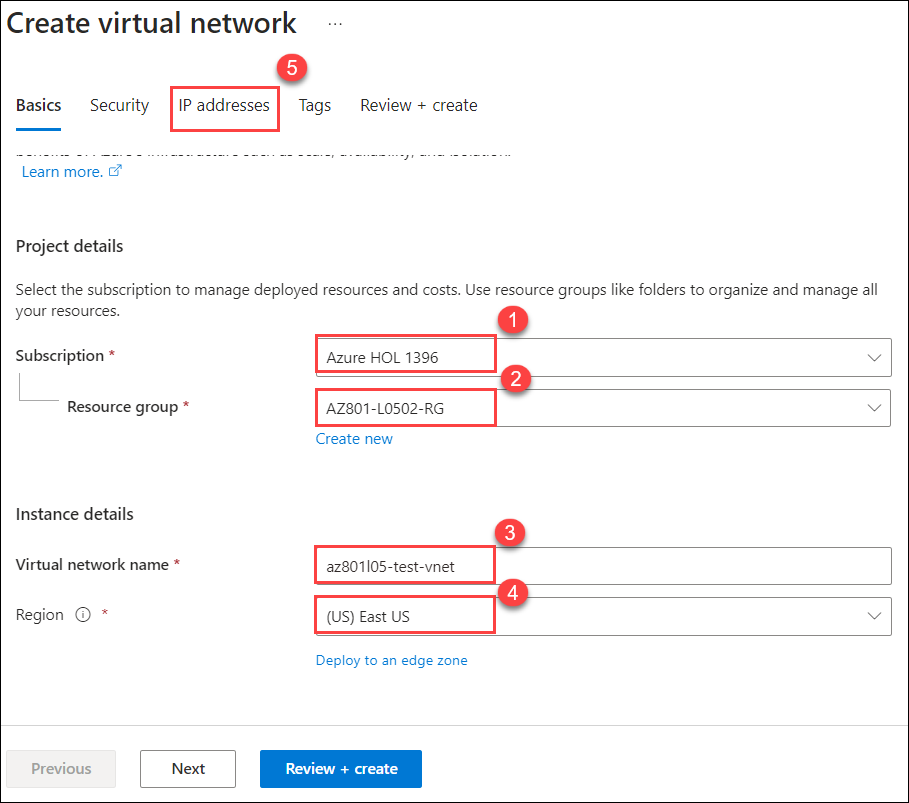 Create virtual network ...
5
Basics Security IP addresses Tags Review + create
Learn more.
Project details
Select the subscription to manage deployed resources and costs. Use resource groups like folders to organize and manage all
your resources.
1
Subscription * Azure HOL 1396
2
Resource group * AZ801-L0502-RG
Create new
Instance details
3
Virtual network name * az801l05-test-vnet
4
Region * (US) East US
Deploy to an edge zone
Previous Next Review + create